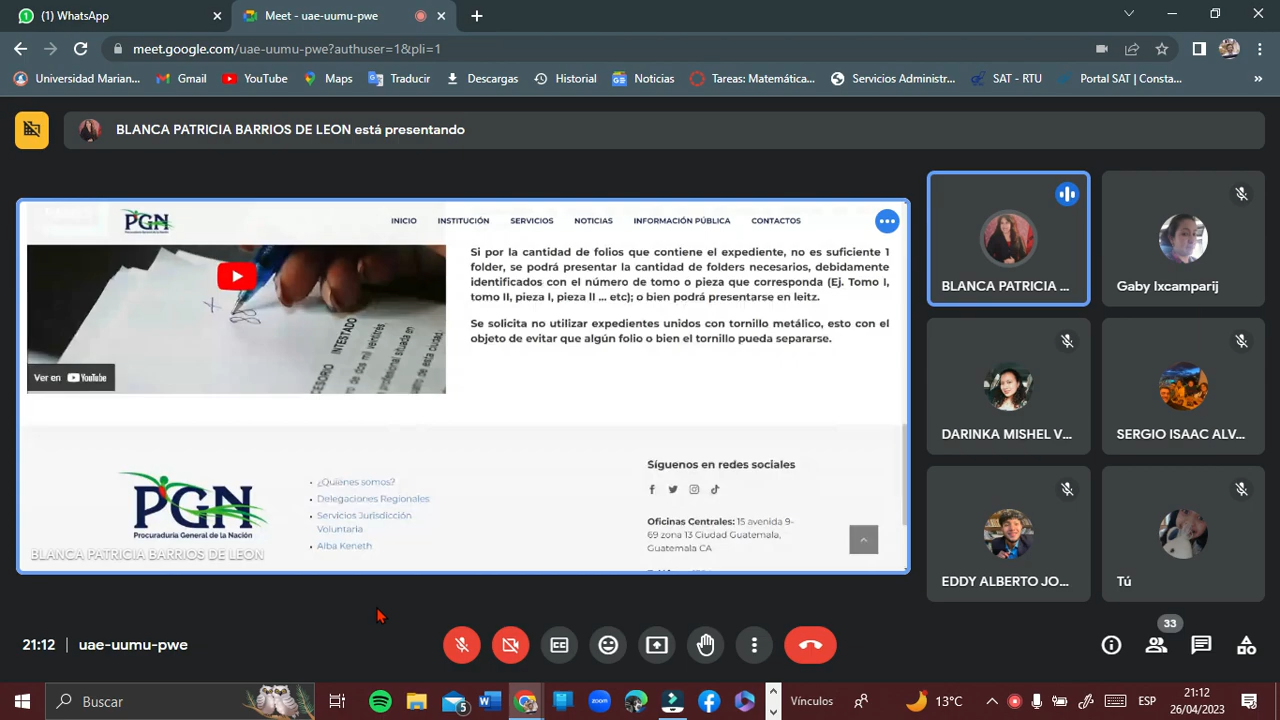 (1) WhatsApp
Meet - uae-uumu-pwe
meet.google.com/uae-uumu-pwe?authuser=1&pli=1
Universidad Marian...
Gmail
YouTube
Maps
Traducir
Descargas
Historial
Noticias
Tareas: Matemática...
Servicios Administr...
SAT - RTU
Portal SAT | Consta...
»
BLANCA PATRICIA BARRIOS DE LEON está presentando
PGN
INICIO INSTITUCIÓN SERVICIOS NOTICIAS INFORMACIÓN PÚBLICA CONTACTOS
Si por la cantidad de folios que contiene el expediente, no es suficiente 1
folder, se podrá presentar la cantidad de folders necesarios, debidamente
identificados con el número de tomo o pieza que corresponda (Ej. Tomo I,
tomo II, pieza I, pieza II ... etc); o bien podrá presentarse en leitz.
Se solicita no utilizar expedientes unidos con tornillo metálico, esto con el
objeto de evitar que algún folio o bien el tornillo pueda separarse.
INTESTADO
Ver en YouTube
PGN
Procuraduría General de la Nación
BLANCA PATRICIA BARRIOS DE LEON
¿Quienes somos?
Delegaciones Regionales
Servicios Jurisdicción
Voluntaria
Alba Keneth
Síguenos en redes sociales
Oficinas Centrales: 15 avenida 9-
69 zona 13 Ciudad Guatemala,
Guatemala CA
BLANCA PATRICIA ...
Gaby Ixcamparij
DARINKA MISHEL V...
SERGIO ISAAC ALV...
EDDY ALBERTO JO...
Tú
21:12 | uae-uumu-pwe
33
Buscar
5
zoom
Vínculos
13°C
ESP
21:12
26/04/2023